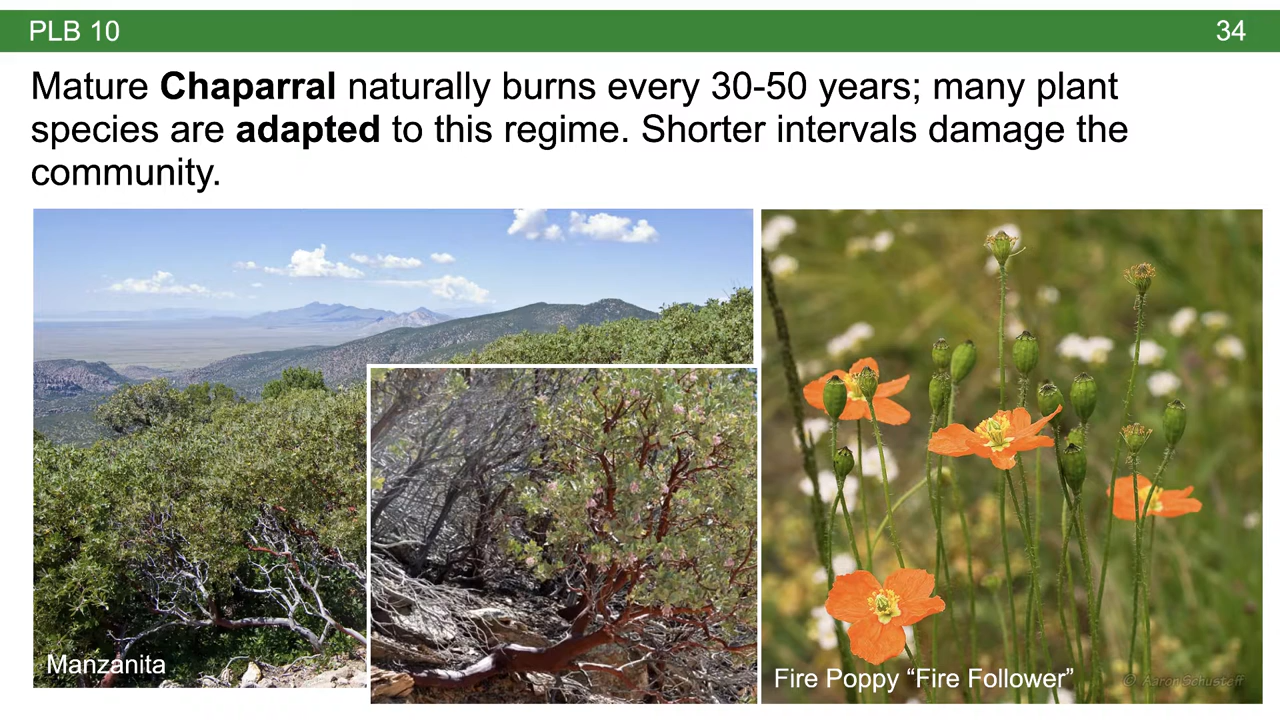 PLB 10
34
Mature Chaparral naturally burns every 30-50 years; many plant
species are adapted to this regime. Shorter intervals damage the
community.
Manzanita
Fire Poppy “Fire Follower”
© Aaron Schusteff